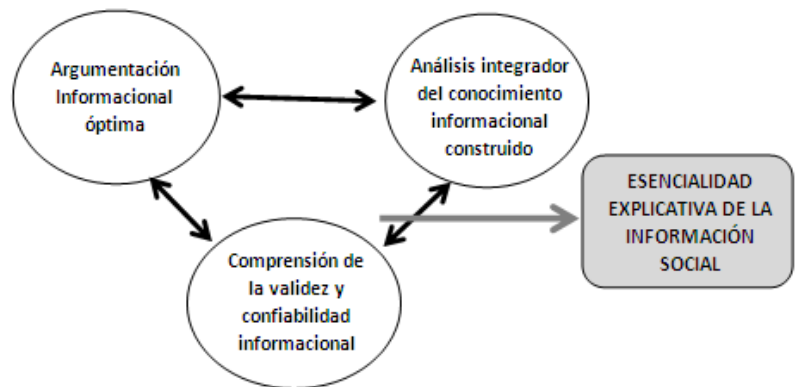 Argumentación
Informacional
óptima
Análisis integrador
del conocimiento
informacional
construido
ESENCIALIDAD
EXPLICATIVA DE LA
INFORMACIÓN
SOCIAL
Comprensión de
la validez y
confiabilidad
informacional